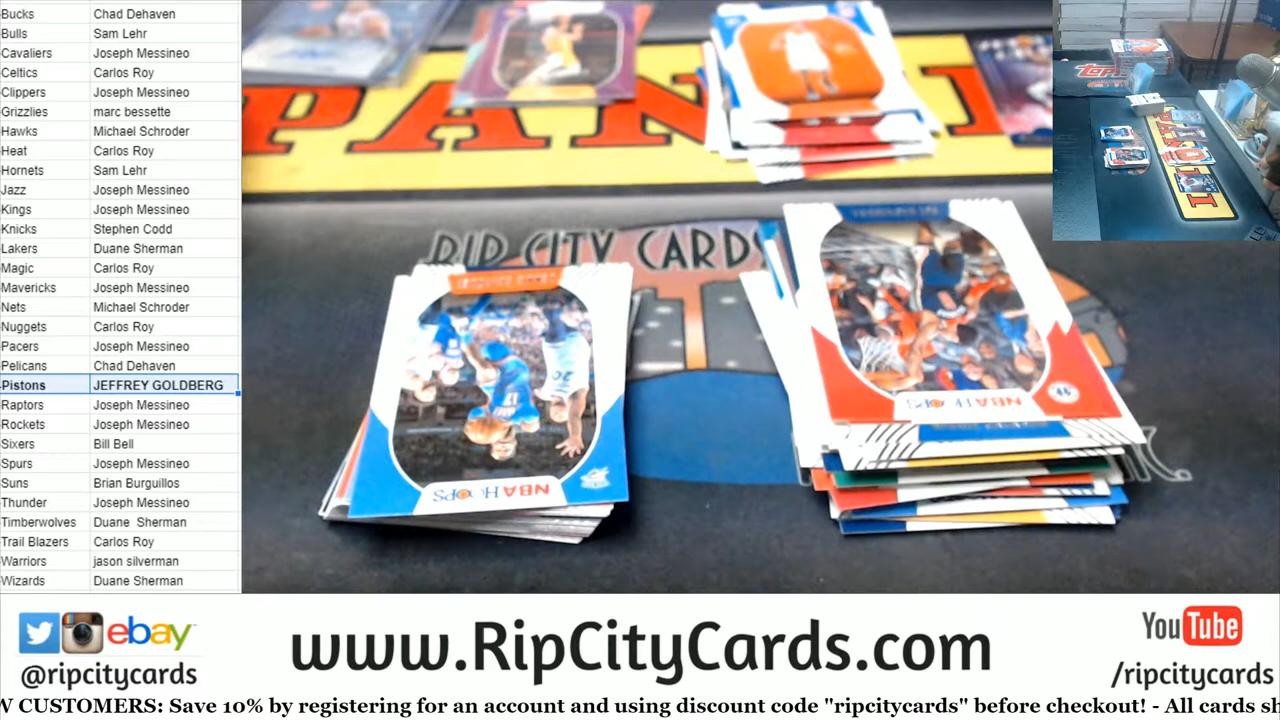 Bucks Chad Dehaven
Bulls Sam Lehr
Cavaliers Joseph Messineo
Celtics Carlos Roy
Clippers Joseph Messineo
Grizzlies marc bessette
Hawks Michael Schroder
Heat Carlos Roy
Hornets Sam Lehr
Jazz Joseph Messineo
Kings Joseph Messineo
Knicks Stephen Codd
Lakers Duane Sherman
Magic Carlos Roy
Mavericks Joseph Messineo
Nets Michael Schroder
Nuggets Carlos Roy
Pacers Joseph Messineo
Pelicans Chad Dehaven
Pistons JEFFREY GOLDBERG
Raptors Joseph Messineo
Rockets Joseph Messineo
Sixers Bill Bell
Spurs Joseph Messineo
Suns Brian Burguillos
Thunder Joseph Messineo
Timberwolves Duane Sherman
Trail Blazers Carlos Roy
Warriors jason silverman
Wizards Duane Sherman
PANINI
RIP CITY CARDS
NBA HOOPS
NBA HOOPS
ebay
@ripcitycards
www.RipCityCards.com
YouTube
/ripcitycards
W CUSTOMERS: Save 10% by registering for an account and using discount code "ripcitycards" before checkout! - All cards sh